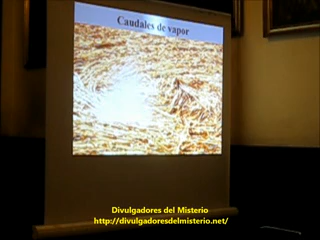 Caudales de vapor
Divulgadores del Misterio
http://divulgadoresdelmisterio.net/